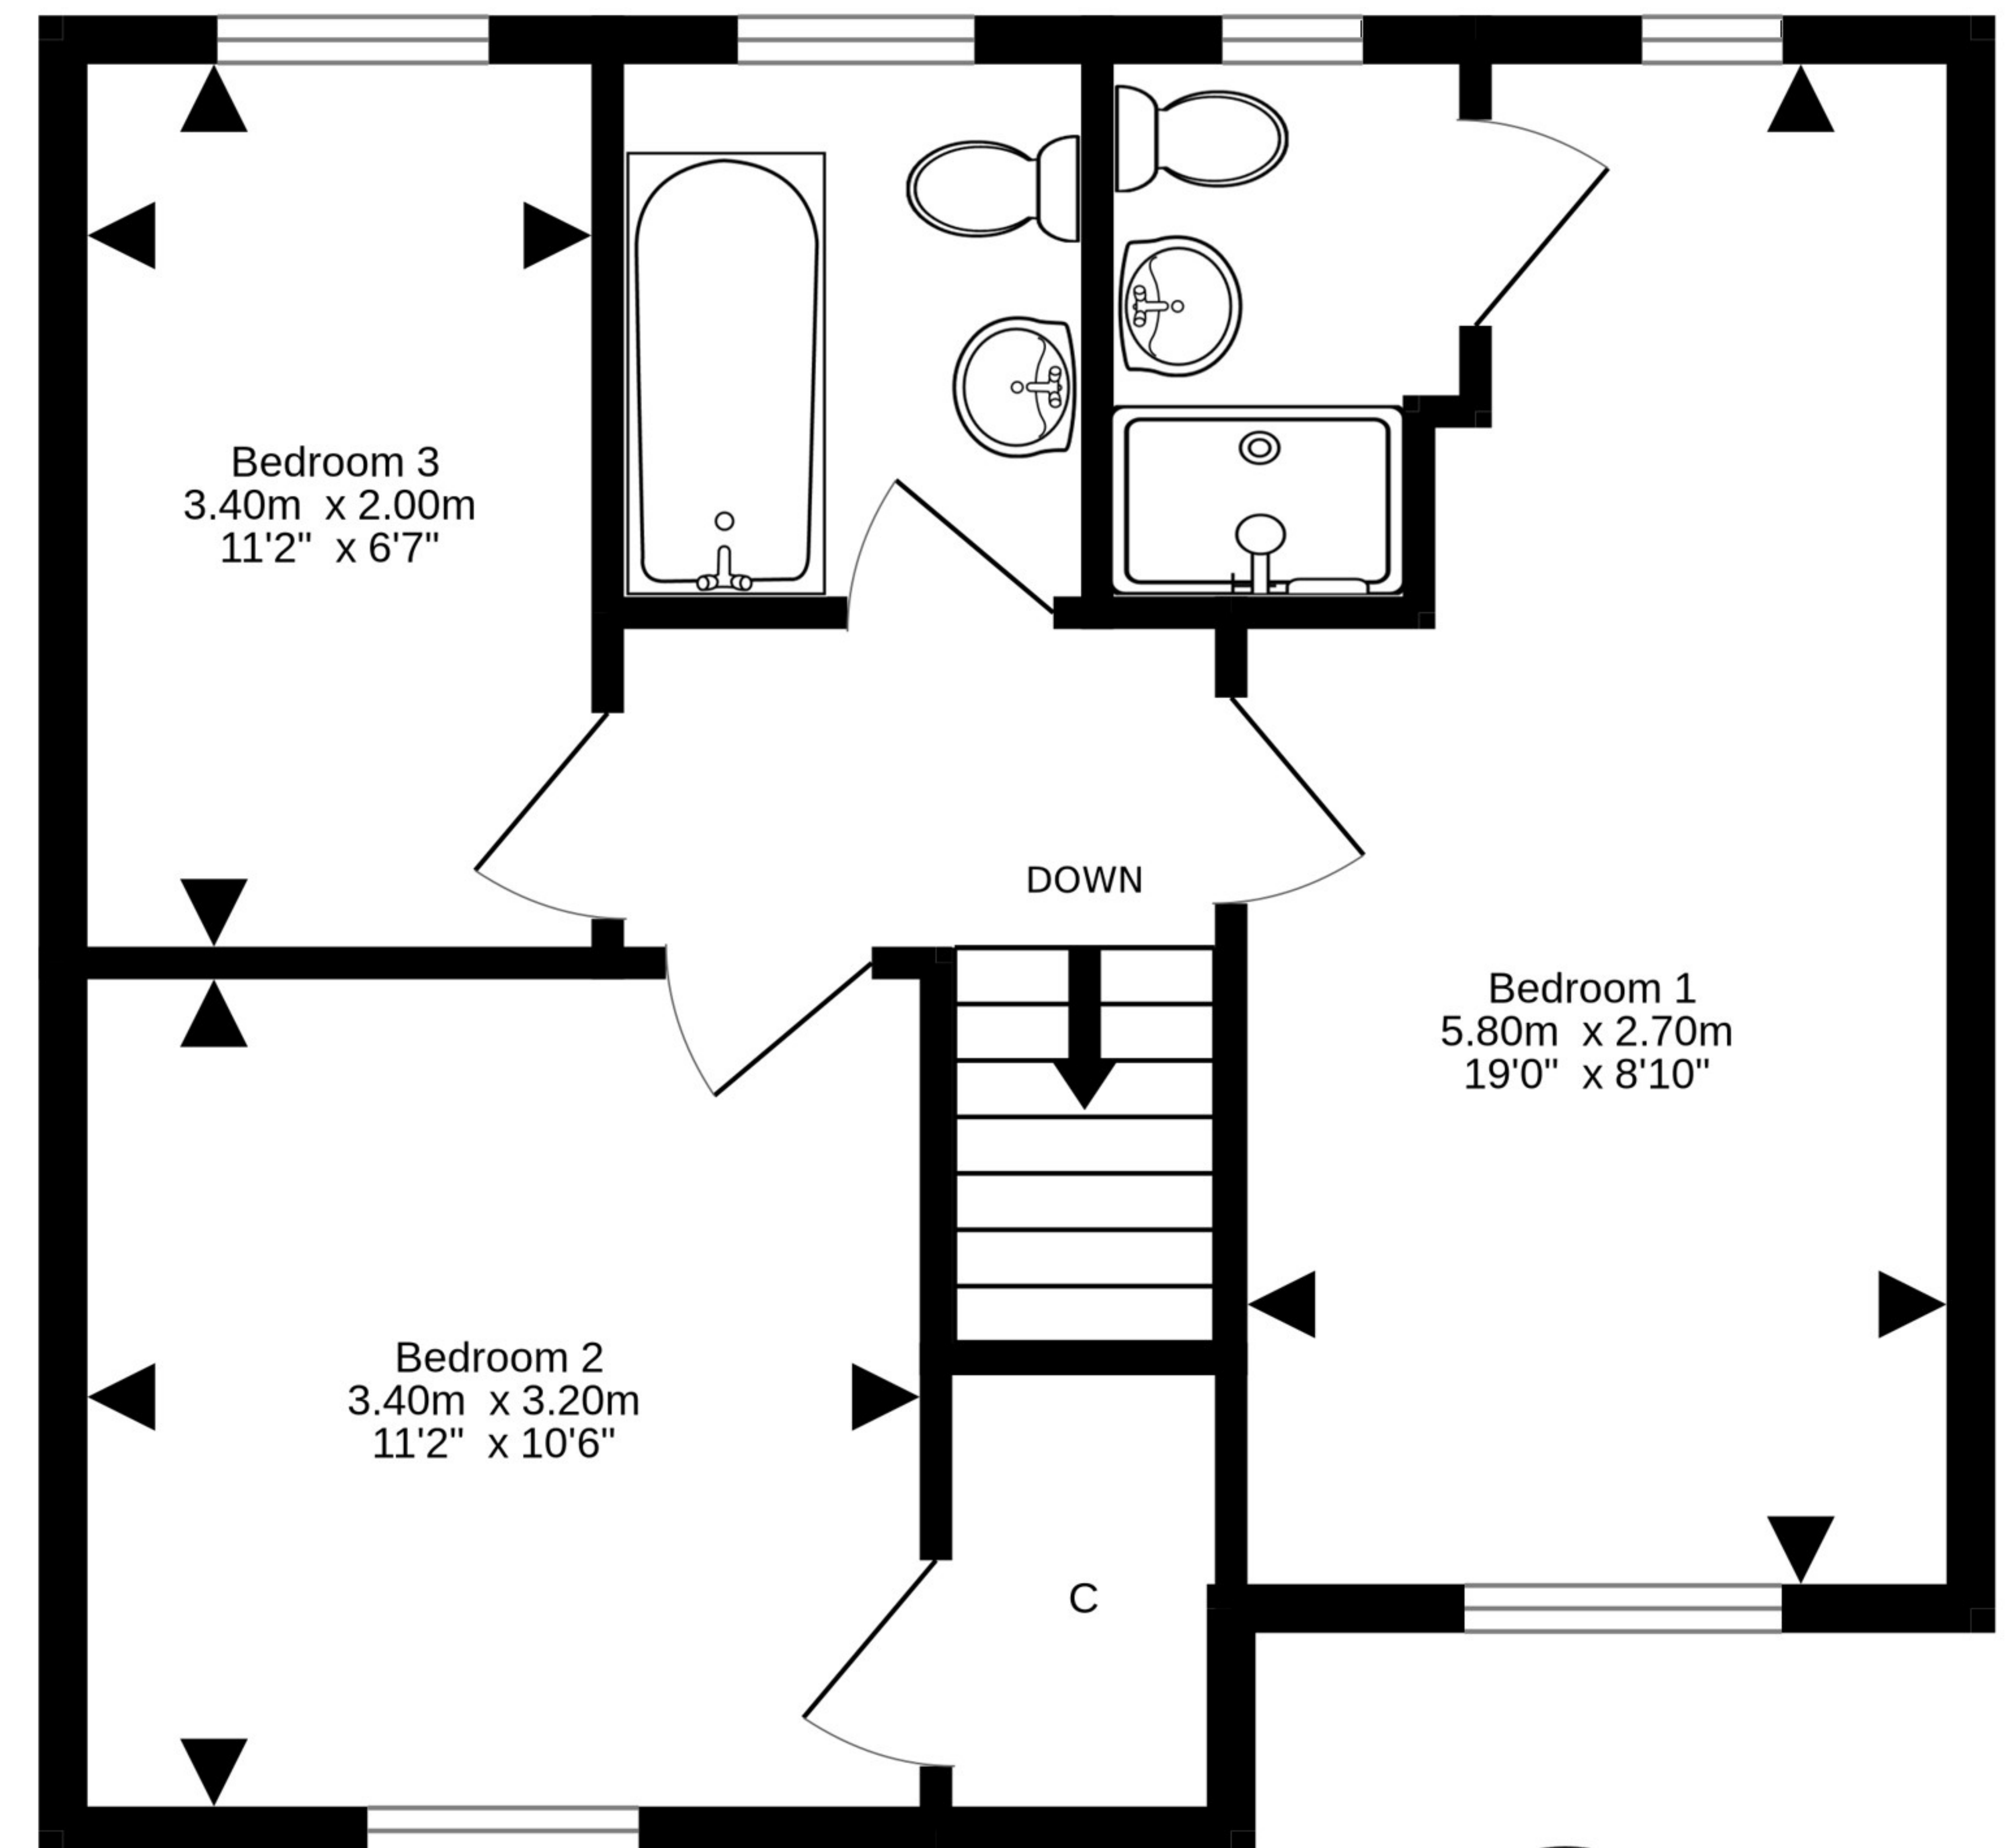 Bedroom 3
3.40m x 2.00m
11'2" x 6'7"
DOWN
Bedroom 1
5.80m x 2.70m
19'0" x 8'10"
Bedroom 2
3.40m x 3.20m
11'2" x 10'6"
C